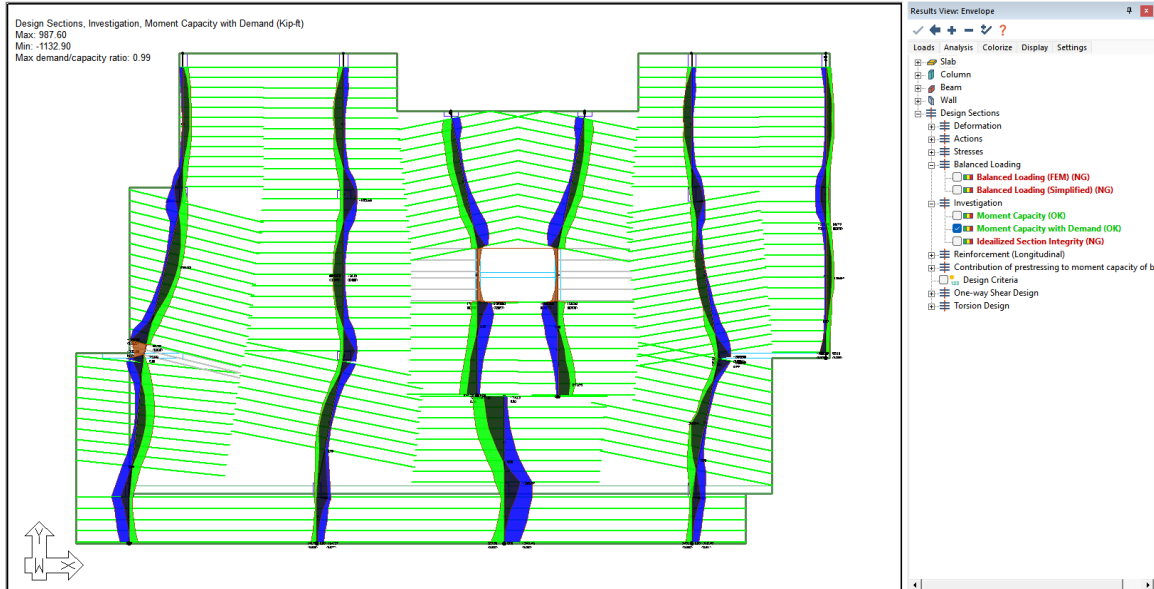 Design Sections, Investigation, Moment Capacity with Demand (Kip-ft)
Max: 987.60
Min: -1132.90
Max demand/capacity ratio: 0.99
Y
W
X
Results View: Envelope
Loads Analysis Colorize Display Settings
Slab
Column
Beam
Wall
Design Sections
Deformation
Actions
Stresses
Balanced Loading
Balanced Loading (FEM) (NG)
Balanced Loading (Simplified) (NG)
Investigation
Moment Capacity (OK)
Moment Capacity with Demand (OK)
Idealized Section Integrity (NG)
Reinforcement (Longitudinal)
Contribution of prestressing to moment capacity of b
Design Criteria
One-way Shear Design
Torsion Design